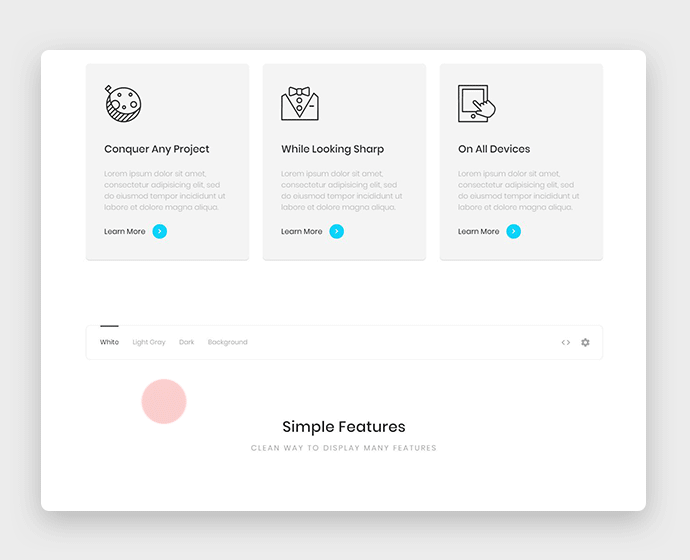 Conquer Any Project
Lorem ipsum dolor sit amet,
consectetur adipisicing elit, sed
do eiusmod tempor incididunt ut
labore et dolore magna aliqua.
Learn More
While Looking Sharp
Lorem ipsum dolor sit amet,
consectetur adipisicing elit, sed
do eiusmod tempor incididunt ut
labore et dolore magna aliqua.
Learn More
On All Devices
Lorem ipsum dolor sit amet,
consectetur adipisicing elit, sed
do eiusmod tempor incididunt ut
labore et dolore magna aliqua.
Learn More
White Light Gray Dark Background
Simple Features
CLEAN WAY TO DISPLAY MANY FEATURES